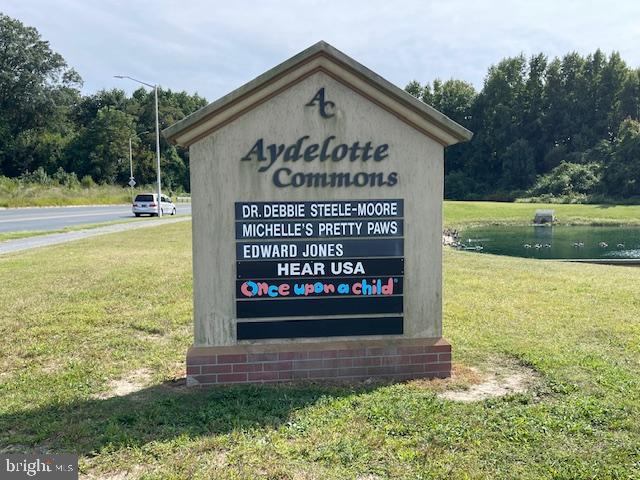 AC
Aydelotte
Commons
DR. DEBBIE STEELE-MOORE
MICHELLE'S PRETTY PAWS
EDWARD JONES
HEAR USA
Once upon a child
bright MLS